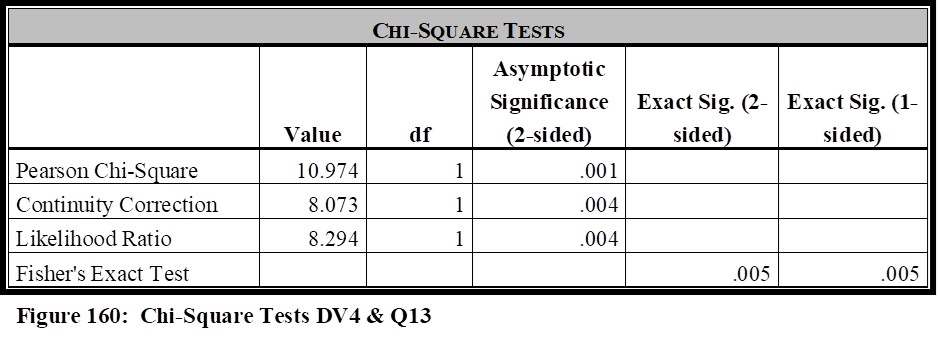 CHI-SQUARE TESTS
Value df Asymptotic Significance (2-sided) Exact Sig. (2-sided) Exact Sig. (1-sided)
Pearson Chi-Square 10.974 1 .001
Continuity Correction 8.073 1 .004
Likelihood Ratio 8.294 1 .004
Fisher's Exact Test .005 .005
Figure 160: Chi-Square Tests DV4 & Q13